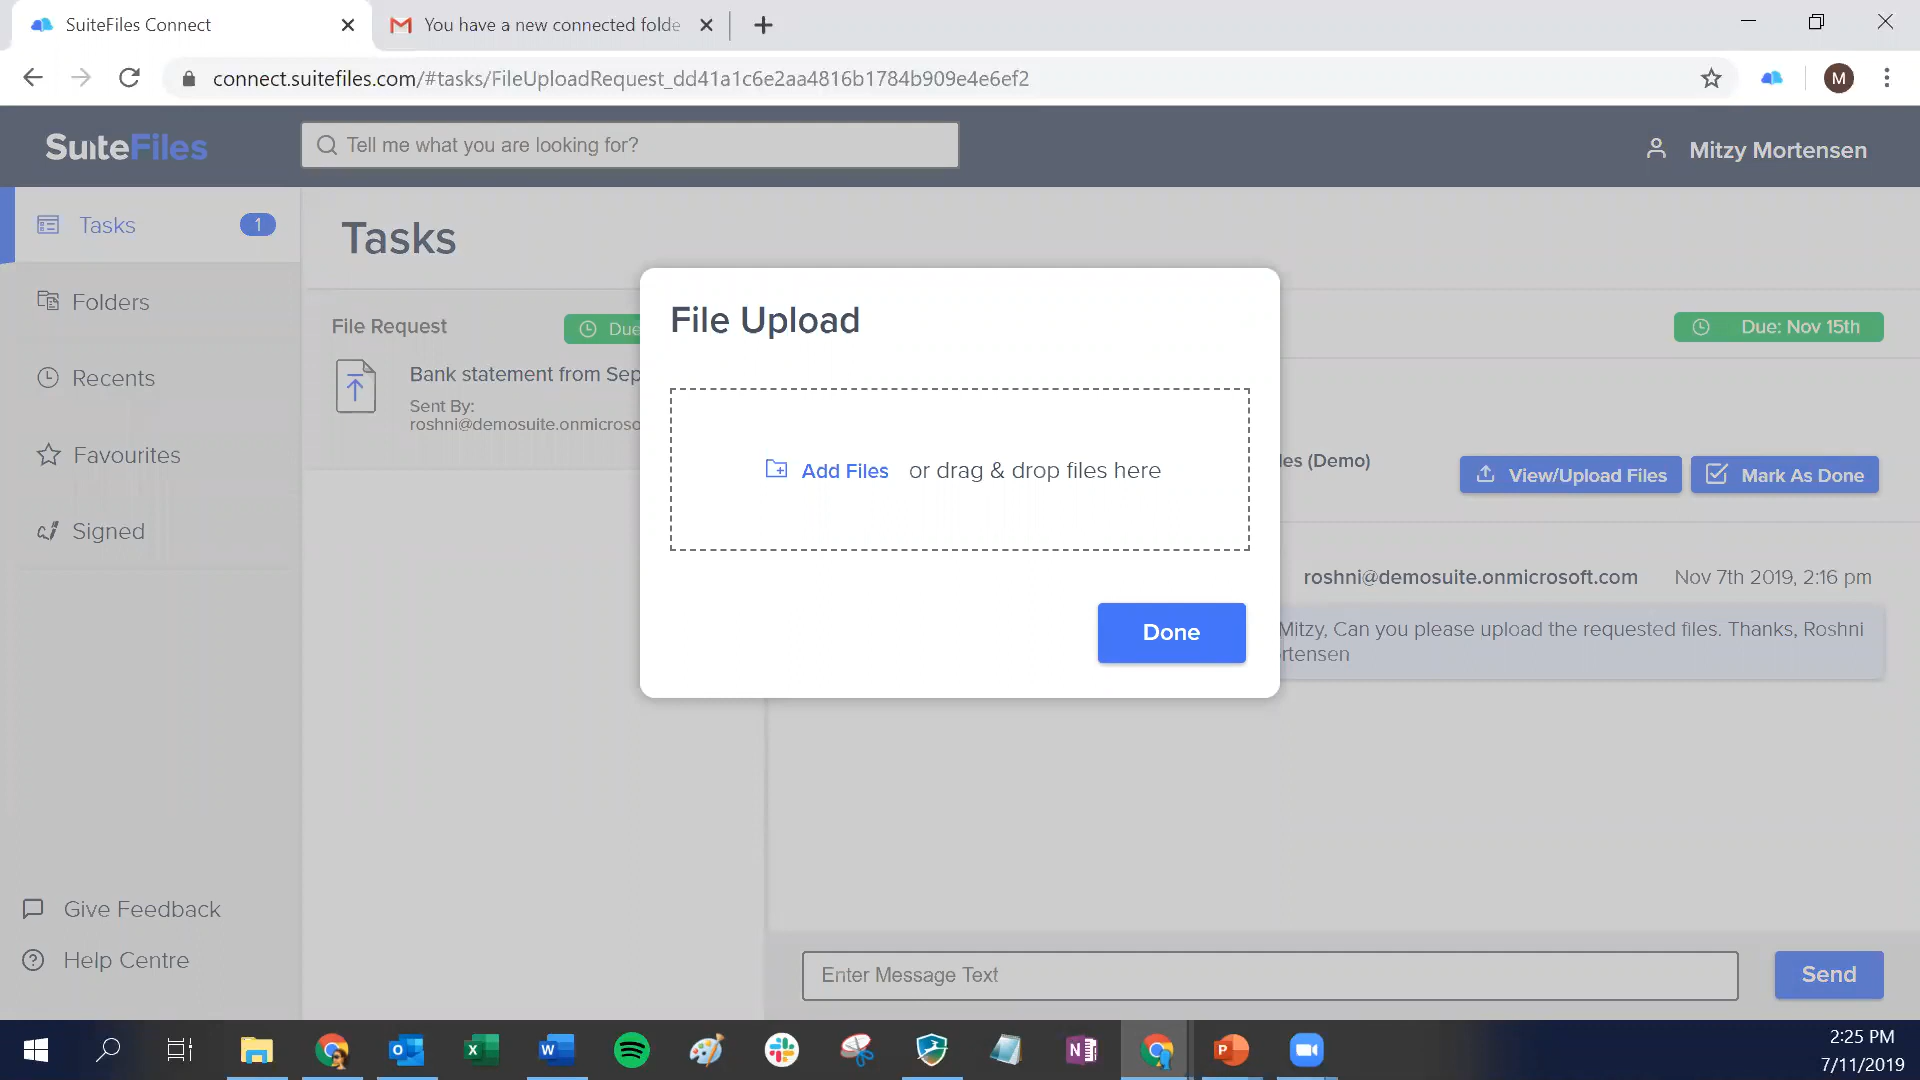 SuiteFiles Connect
You have a new connected folde
connect.suitefiles.com/#tasks/FileUploadRequest_dd41a1c6e2aa4816b1784b909e4e6ef2
M
SuiteFiles
Tell me what you are looking for?
Mitzy Mortensen
Tasks
1
Folders
Recents
Favourites
Signed
Give Feedback
Help Centre
Tasks
File Request
Due
Bank statement from Sep
Sent By:
roshni@demosuite.onmicroso
File Upload
Add Files or drag & drop files here
Done
Due: Nov 15th
les (Demo)
View/Upload Files
Mark As Done
roshni@demosuite.onmicrosoft.com Nov 7th 2019, 2:16 pm
Mitzy, Can you please upload the requested files. Thanks, Roshni
rtensen
Enter Message Text
Send
2:25 PM
7/11/2019